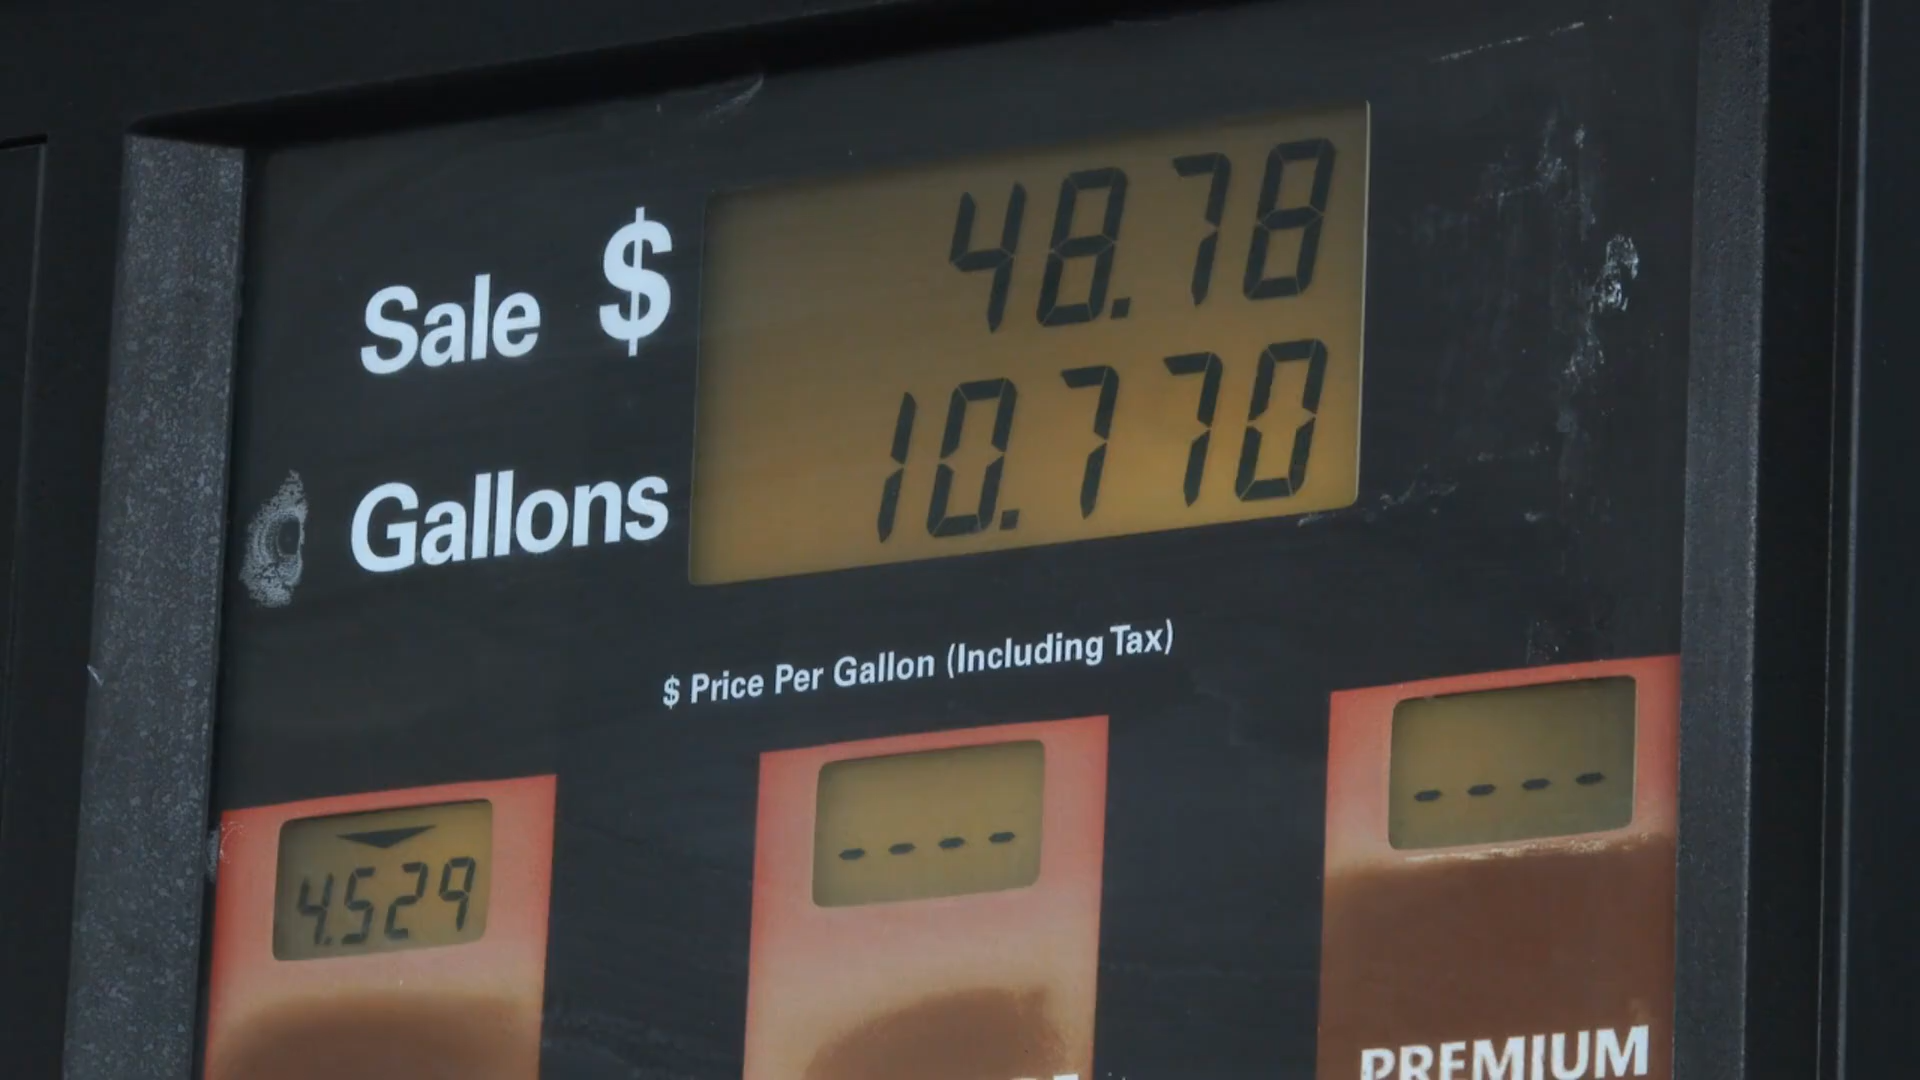 Sale $ 48.78
Gallons 10.770
$ Price Per Gallon (Including Tax)
4.529
- - - -
- - - -
PREMIUM